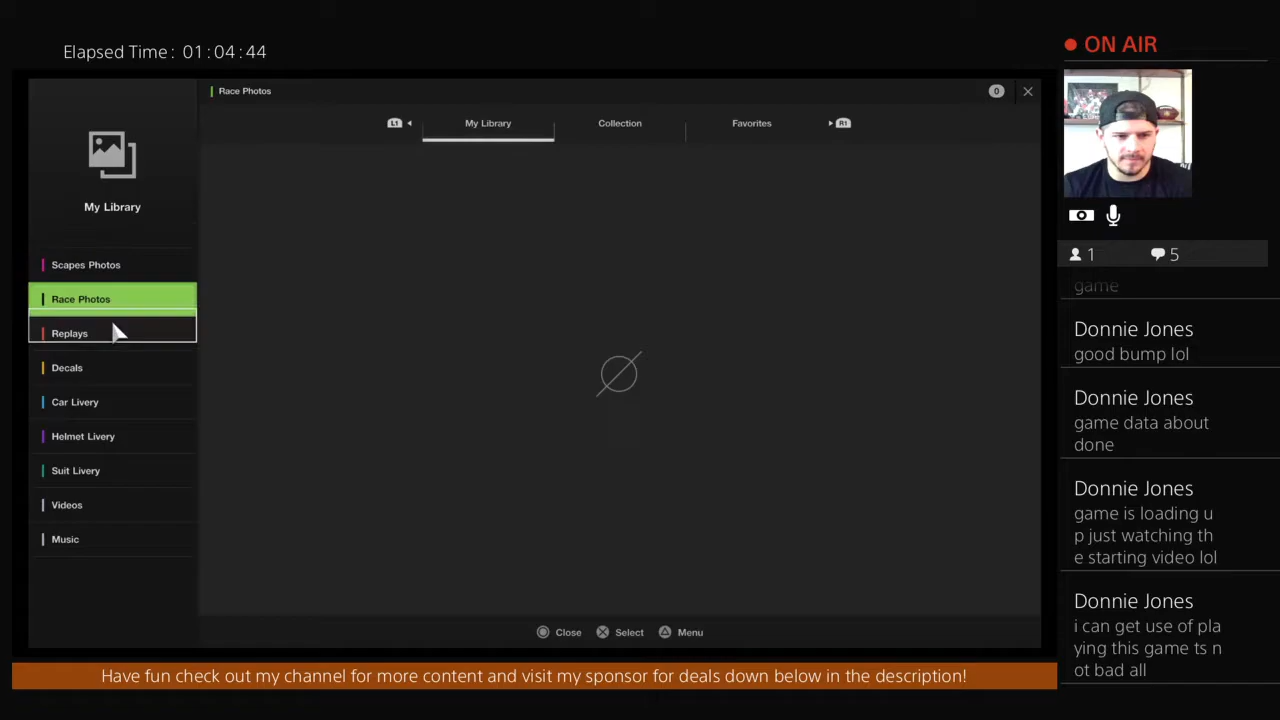 Elapsed Time : 01:04:44
ON AIR
Race Photos
0
L1
My Library
Collection
Favorites
R1
My Library
Scapes Photos
Race Photos
Replays
Decals
Car Livery
Helmet Livery
Suit Livery
Videos
Music
Close
Select
Menu
1
5
game
Donnie Jones
good bump lol
Donnie Jones
game data about
done
Donnie Jones
game is loading u
p just watching th
e starting video lol
Donnie Jones
i can get use of pla
ying this game ts n
ot bad all
Have fun check out my channel for more content and visit my sponsor for deals down below in the description!